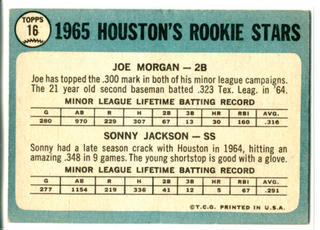 TOPPS
16
1965 HOUSTON'S ROOKIE STARS
JOE MORGAN — 2B
Joe has topped the .300 mark in both of his minor league campaigns.
The 21 year old second baseman batted .323 Tex. Leag. in '64.
MINOR LEAGUE LIFETIME BATTING RECORD
G AB R H 2B 3B HR RBI AVG.
280 970 229 307 67 13 30 160 .316
SONNY JACKSON — SS
Sonny had a late season crack with Houston in 1964, hitting an
amazing .348 in 9 games. The young shortstop is good with a glove.
MINOR LEAGUE LIFETIME BATTING RECORD
G AB R H 2B 3B HR RBI AVG.
277 1154 219 336 41 12 5 67 .291
©T.C.G. PRINTED IN U.S.A.